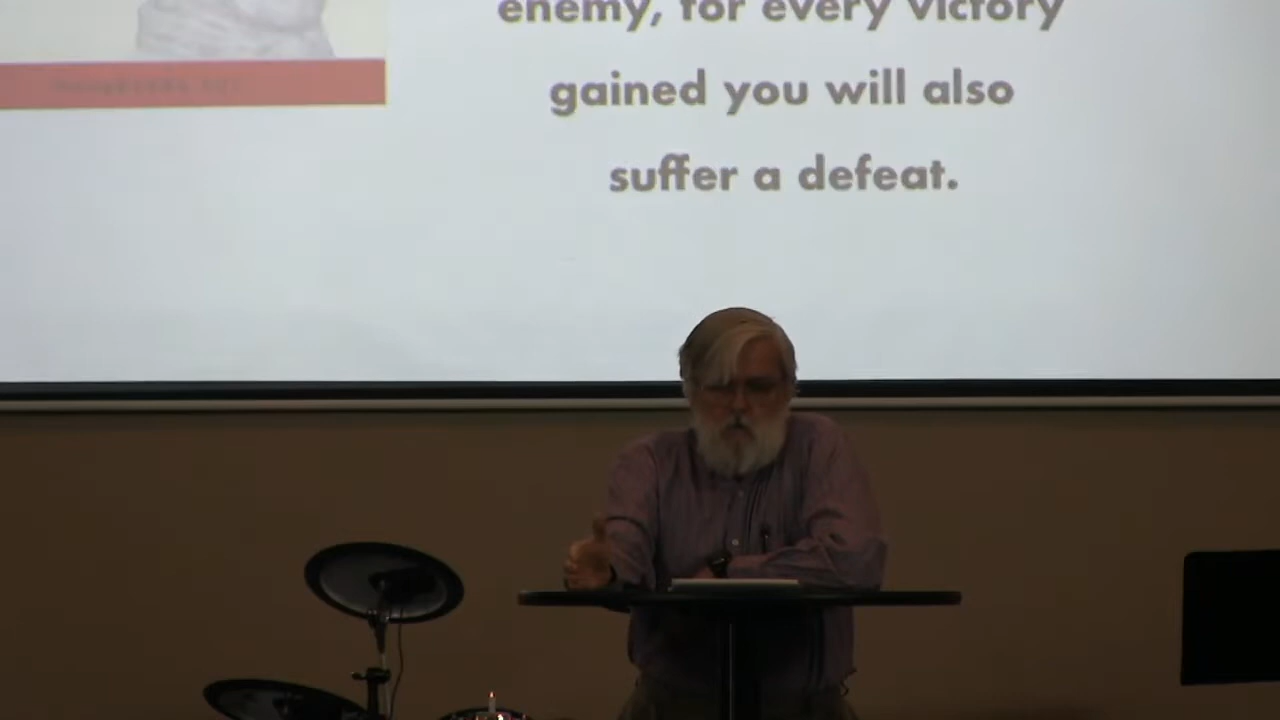 enemy, for every victory
gained you will also
suffer a defeat.